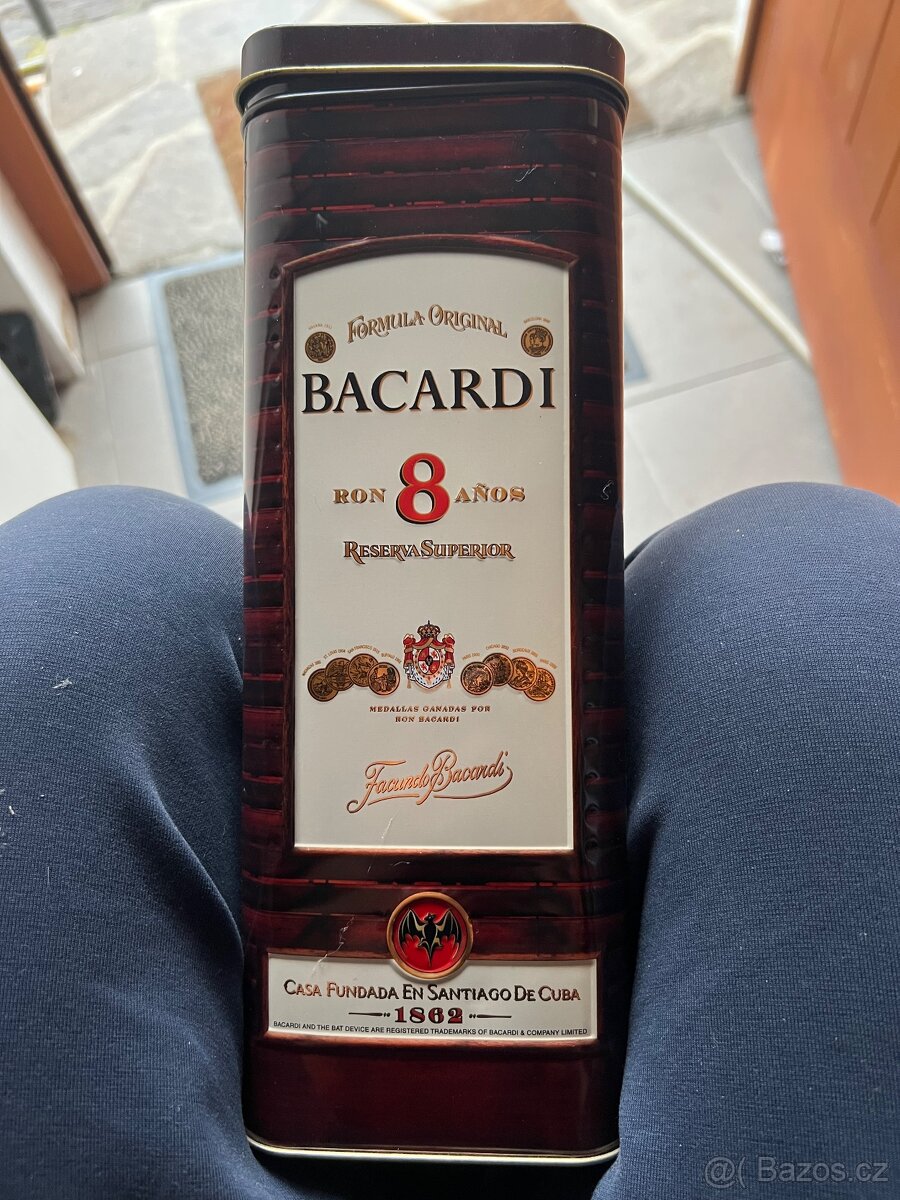 FORMULA ORIGINAL
BACARDI
RON 8 AÑOS
RESERVA SUPERIOR
MEDALLAS GANADAS POR
RON BACARDI
Facundo Bacardi
CASA FUNDADA EN SANTIAGO DE CUBA
1862
BACARDI AND THE BAT DEVICE ARE REGISTERED TRADEMARKS OF BACARDI & COMPANY LIMITED
@( Bazos.cz